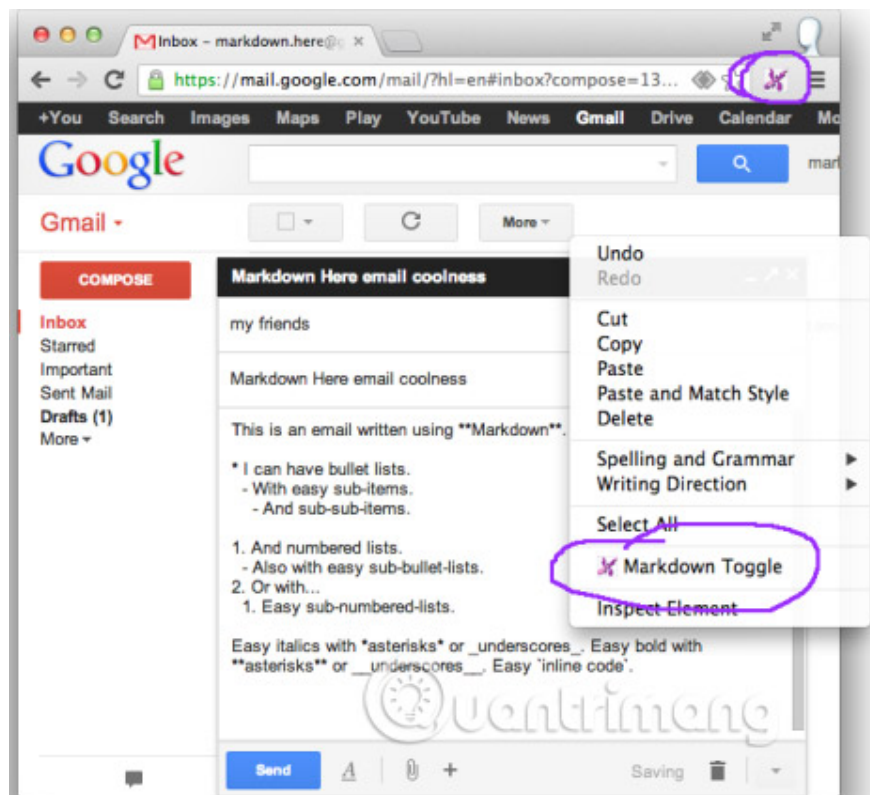 Inbox – markdown.here@g
https://mail.google.com/mail/?hl=en#inbox?compose=13...
+You Search Images Maps Play YouTube News Gmail Drive Calendar Mo
Google
mar
Gmail
More
COMPOSE
Inbox
Starred
Important
Sent Mail
Drafts (1)
More
Markdown Here email coolness
my friends
Markdown Here email coolness
This is an email written using **Markdown**.
* I can have bullet lists.
- With easy sub-items.
- And sub-sub-items.
1. And numbered lists.
- Also with easy sub-bullet-lists.
2. Or with...
1. Easy sub-numbered-lists.
Easy italics with *asterisks* or _underscores_. Easy bold with
**asterisks** or __underscores__. Easy `inline code`.
Undo
Redo
Cut
Copy
Paste
Paste and Match Style
Delete
Spelling and Grammar
Writing Direction
Select All
Markdown Toggle
Inspect Element
Quantrimang
Send A Saving